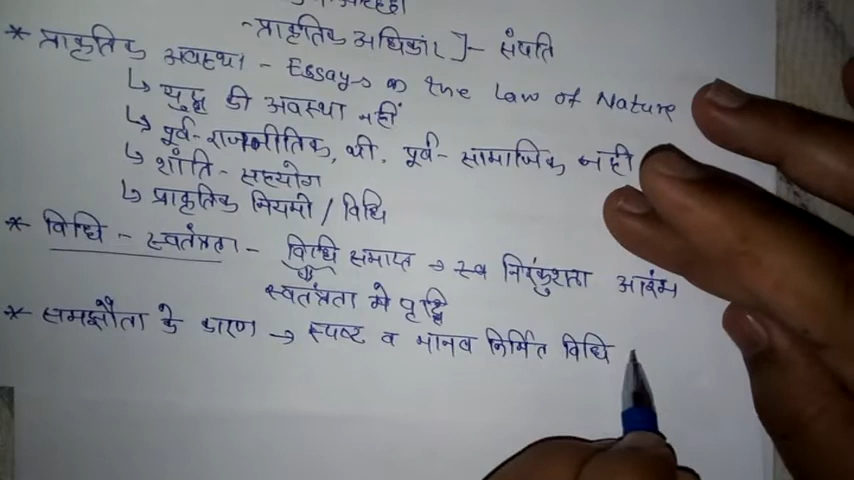 - प्राकृतिक अधिकार ]- संपति
* प्राकृतिक अवस्था - Essays on the Law of Nature
↳ युद्ध की अवस्था नहीं
↳ पूर्व-राजनीतिक, थी. पूर्व-सामाजिक नही
↳ शांति - सहयोग
↳ प्राकृतिक नियमो / विधि
* विधि - स्वतंत्रता - विधि समाप्त → स्व निरंकुशता आरंभ
स्वतंत्रता मे वृद्धि
* समझौता के कारण → स्पष्ट व मानव निर्मित विधि